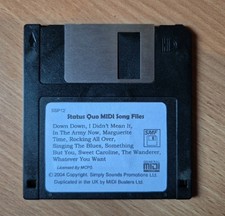 Status Quo MIDI Song Files
Down Down, I Didn't Mean It,
In The Army Now, Marguerita
Time, Rocking All Over,
Singing The Blues, Something
'Bout You, Sweet Caroline, The Wanderer,
Whatever You Want
Licensed by MCPS
© 2004 Copyright, Simply Sounds Promotions LLC
Distributed in the UK by MIDI Busters Ltd
SMF
MIDI